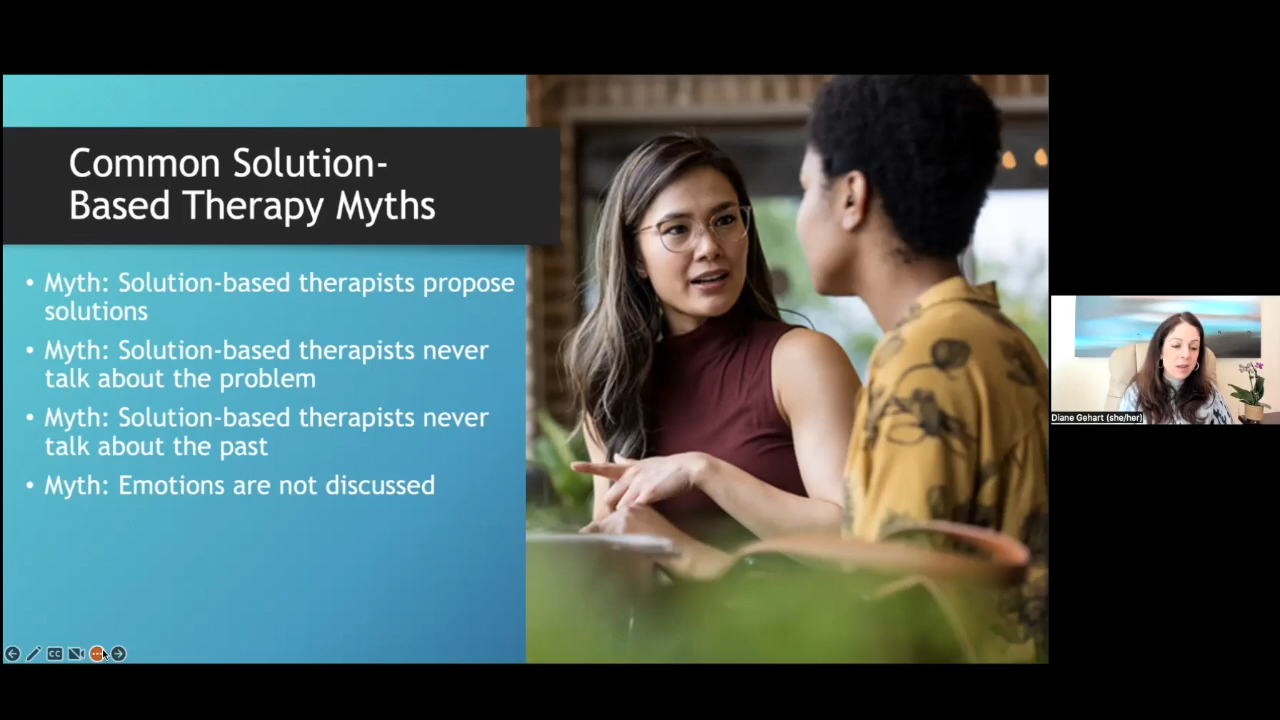 Common Solution-
Based Therapy Myths
• Myth: Solution-based therapists propose
solutions
• Myth: Solution-based therapists never
talk about the problem
• Myth: Solution-based therapists never
talk about the past
• Myth: Emotions are not discussed
Diane Gehart (she/her)
CC